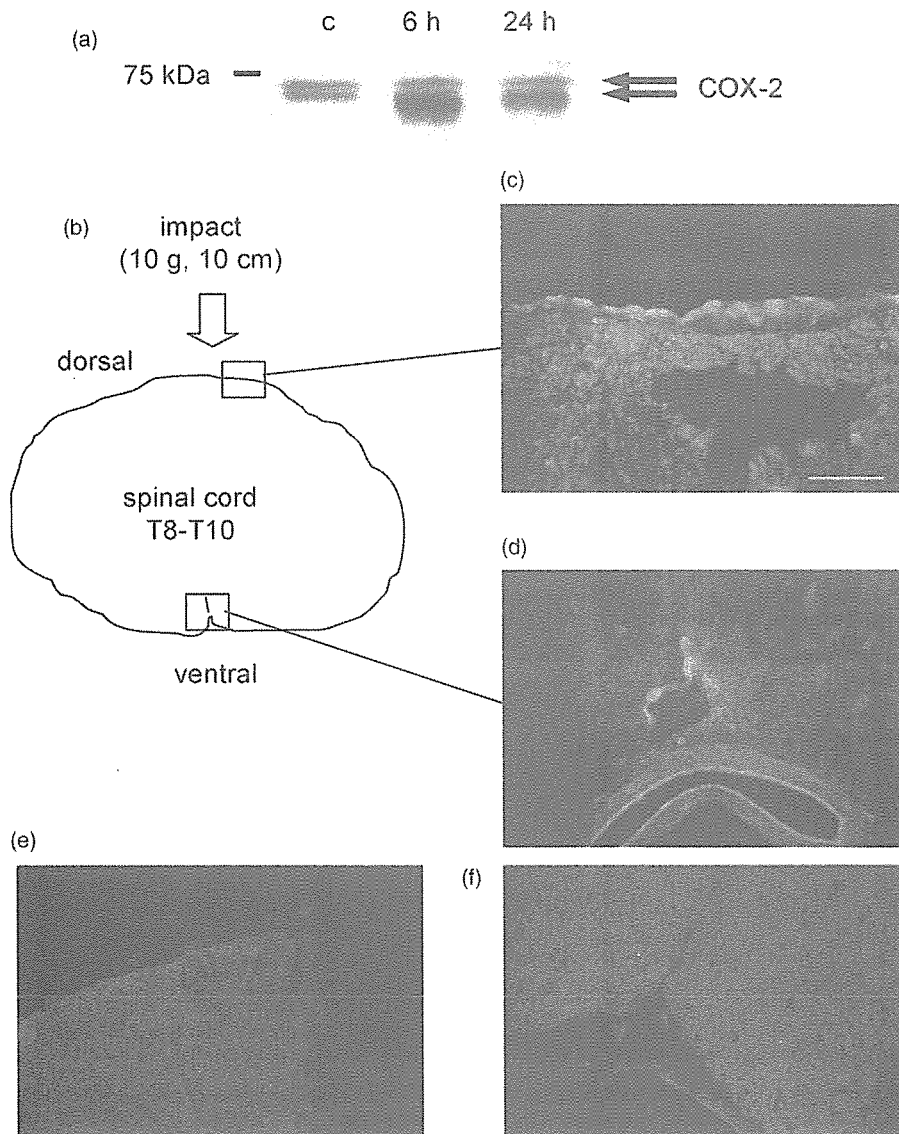 (a)
c 6 h 24 h
75 kDa
COX-2
(b)
impact
(10 g, 10 cm)
dorsal
spinal cord
T8-T10
ventral
(c)
(d)
(e)
(f)